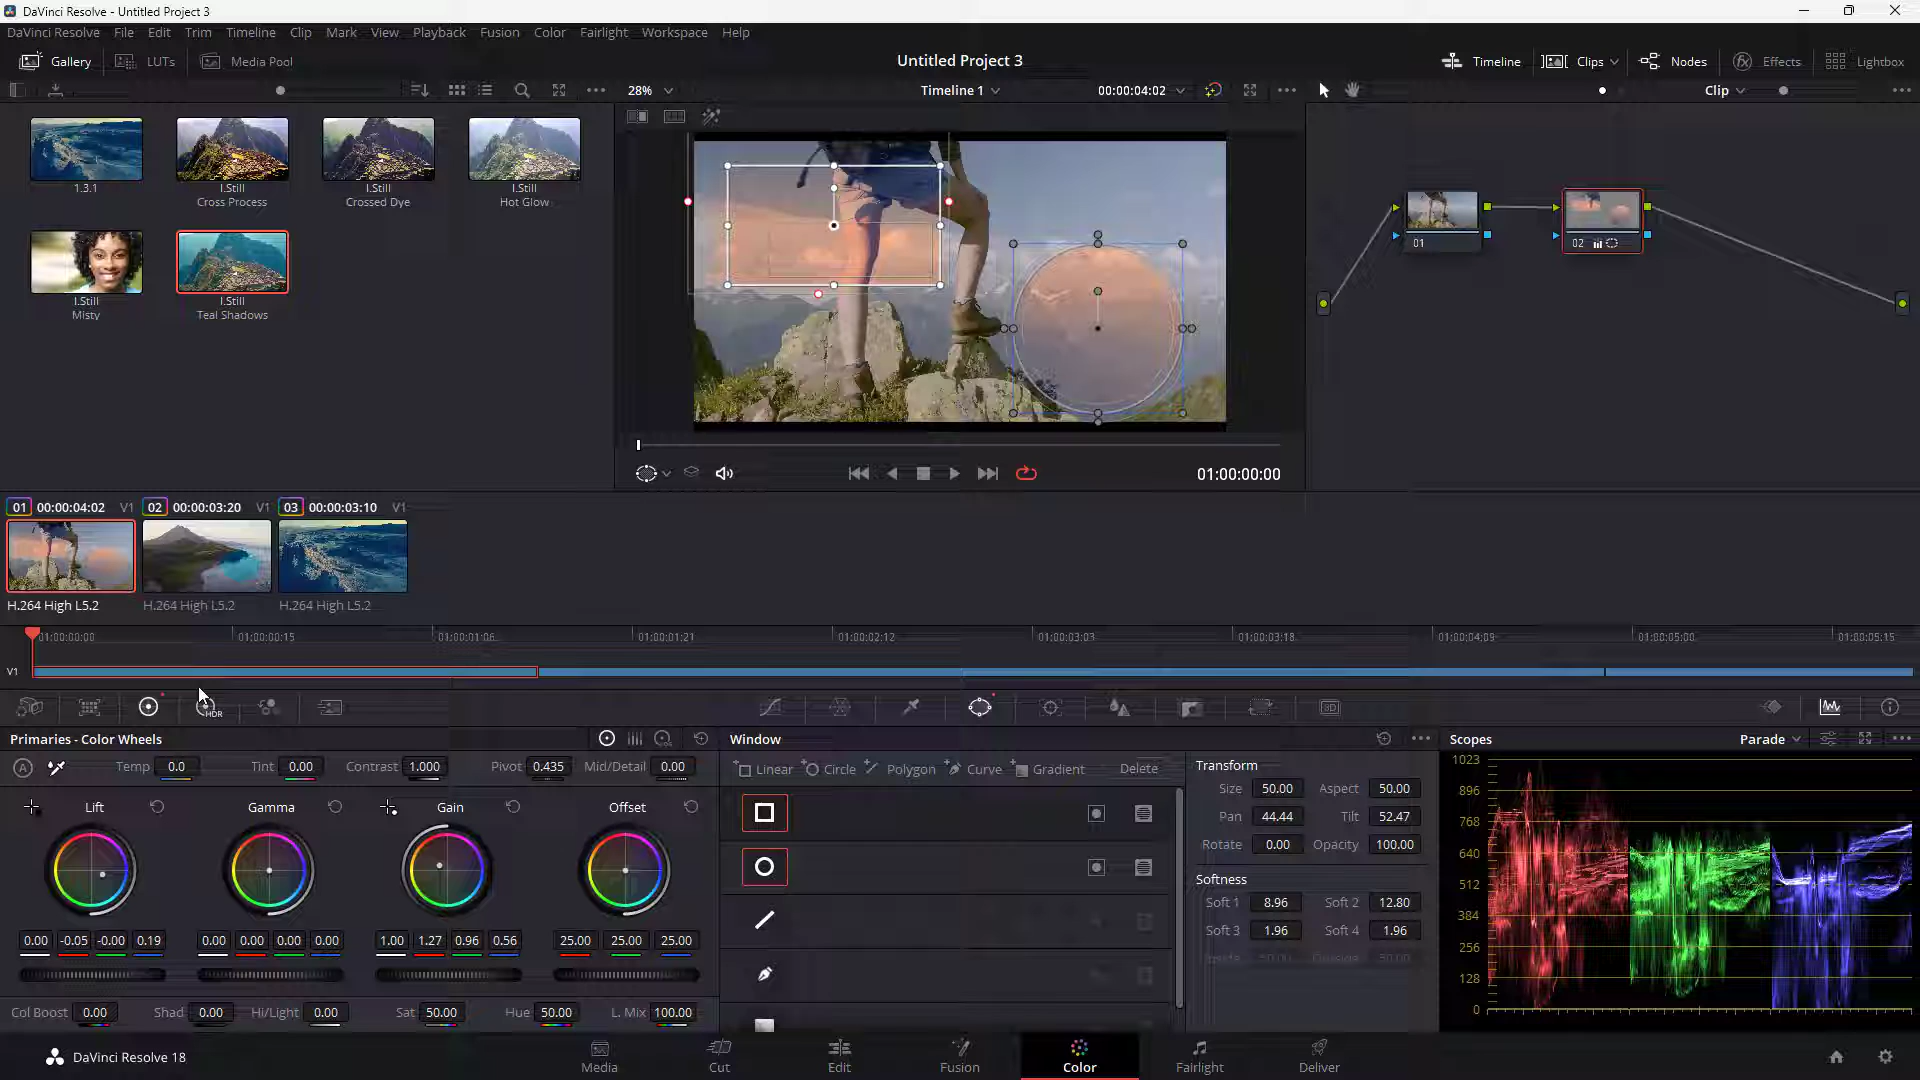 DaVinci Resolve - Untitled Project 3
DaVinci Resolve File Edit Trim Timeline Clip Mark View Playback Fusion Color Fairlight Workspace Help
Gallery LUTs Media Pool Untitled Project 3 Timeline Clips Nodes Effects Lightbox
28% Timeline 1 00:00:04:02 Clip
1.3.1 I.Still I.Still I.Still
Cross Process Crossed Dye Hot Glow
01 02
I.Still I.Still
Misty Teal Shadows
01:00:00:00
01 00:00:04:02 V1 02 00:00:03:20 V1 03 00:00:03:10 V1
H.264 High L5.2 H.264 High L5.2 H.264 High L5.2
01:00:00:00 01:00:00:15 01:00:01:06 01:00:01:21 01:00:02:12 01:00:03:03 01:00:03:18 01:00:04:09 01:00:05:00 01:00:05:15
V1
HDR 3D
Primaries - Color Wheels Window Scopes Parade
A Temp 0.0 Tint 0.00 Contrast 1.000 Pivot 0.435 Mid/Detail 0.00 Linear Circle Polygon Curve Gradient Delete Transform 1023
Size 50.00 Aspect 50.00 896
Lift Gamma Gain Offset Pan 44.44 Tilt 52.47 768
Rotate 0.00 Opacity 100.00 640
Softness 512
Soft 1 8.96 Soft 2 12.80 384
Soft 3 1.96 Soft 4 1.96
0.00 -0.05 -0.00 0.19 0.00 0.00 0.00 0.00 1.00 1.27 0.96 0.56 25.00 25.00 25.00 256
128
Col Boost 0.00 Shad 0.00 Hi/Light 0.00 Sat 50.00 Hue 50.00 L. Mix 100.00 0
DaVinci Resolve 18 Media Cut Edit Fusion Color Fairlight Deliver